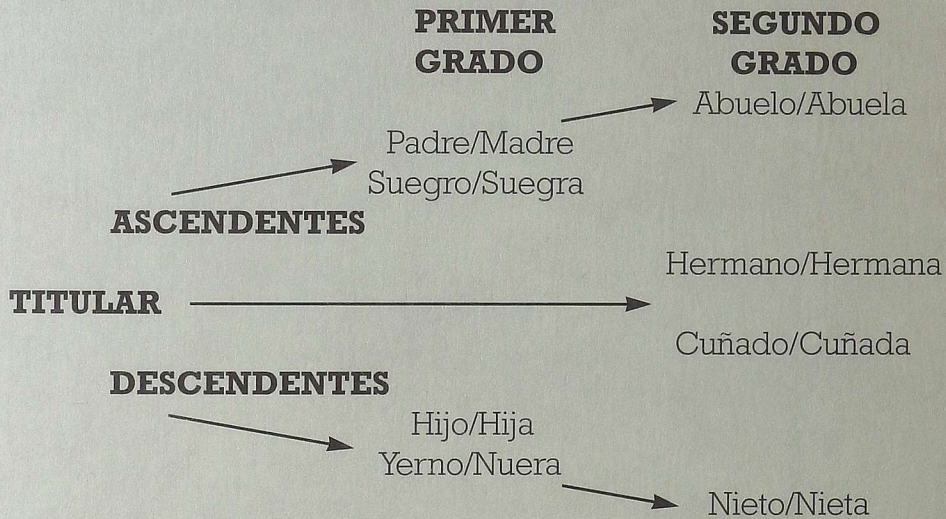 PRIMER
GRADO
SEGUNDO
GRADO
Abuelo/Abuela
Padre/Madre
Suegro/Suegra
ASCENDENTES
Hermano/Hermana
TITULAR
Cuñado/Cuñada
DESCENDENTES
Hijo/Hija
Yerno/Nuera
Nieto/Nieta